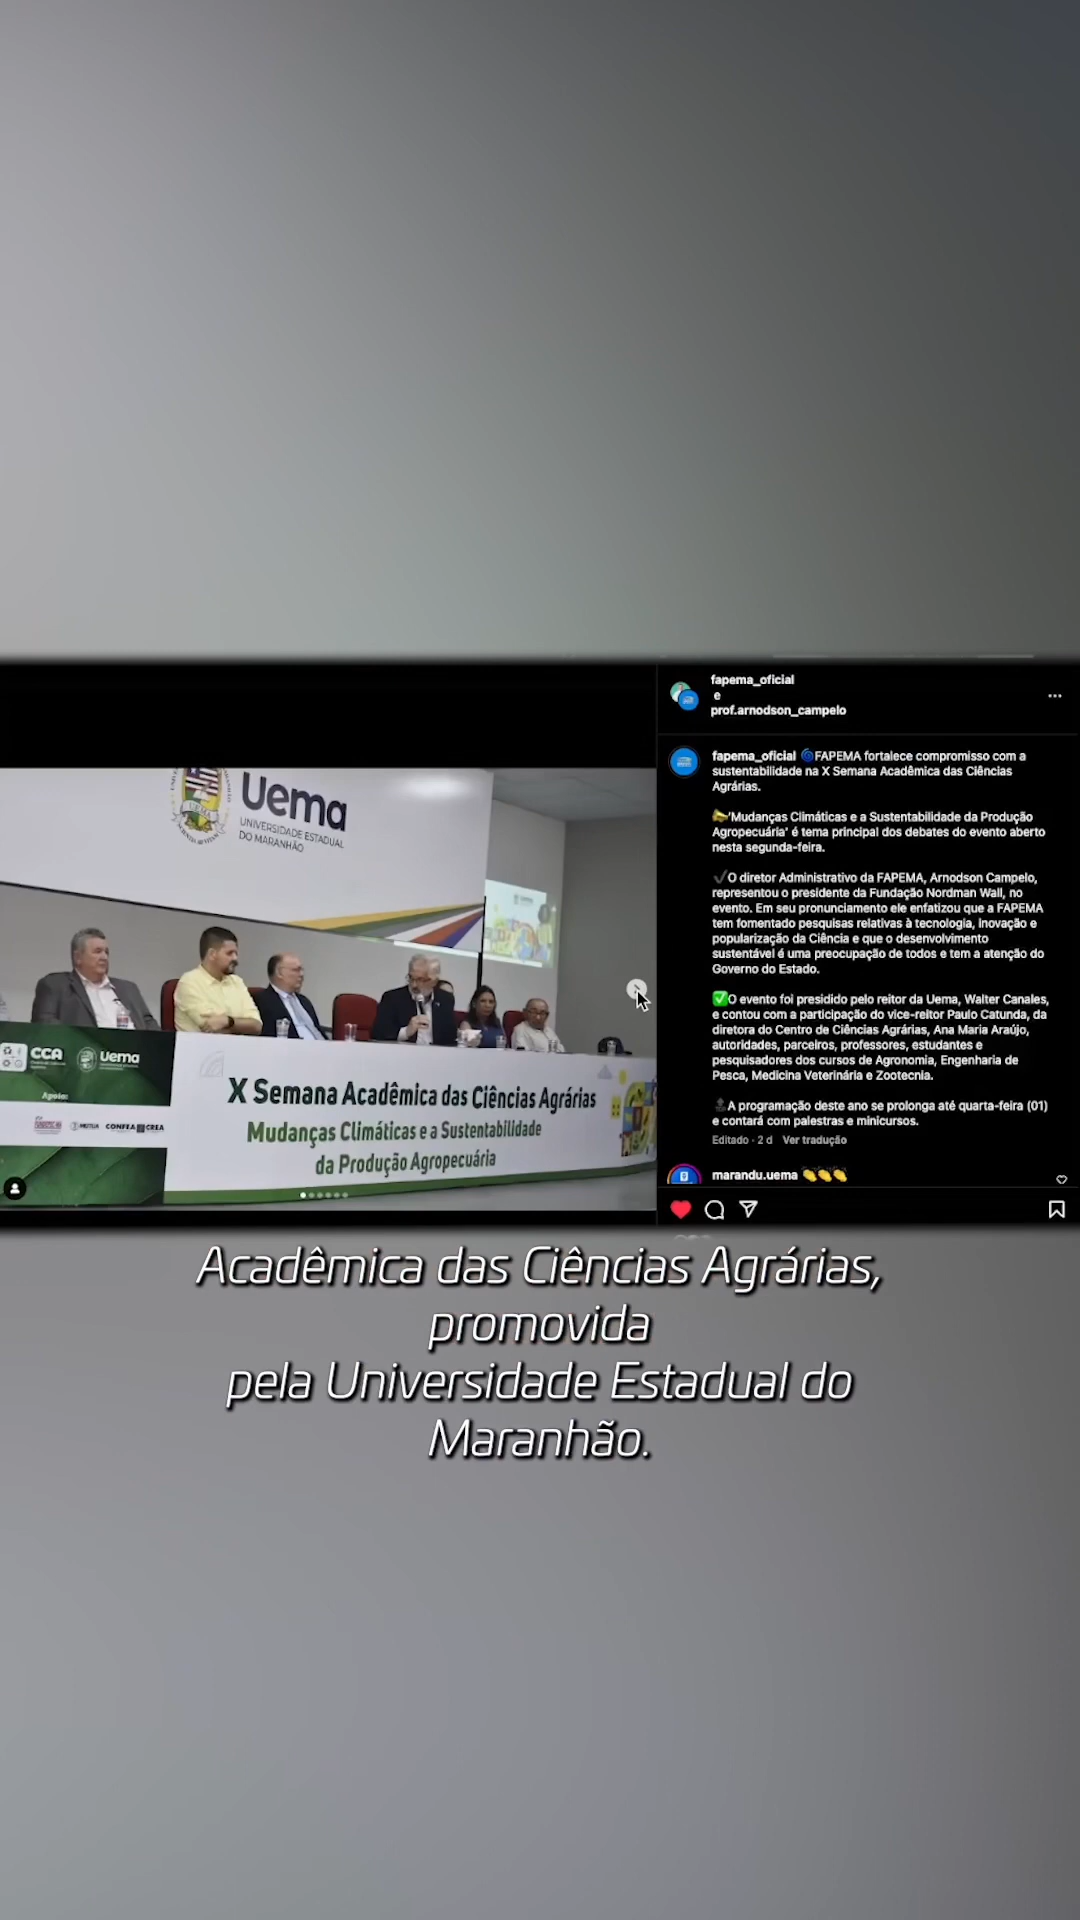 fapema_oficial
e
prof.arnodson_campelo
fapema_oficial 🌀FAPEMA fortalece compromisso com a
sustentabilidade na X Semana Acadêmica das Ciências
Agrárias.
'Mudanças Climáticas e a Sustentabilidade da Produção
Agropecuária' é tema principal dos debates do evento aberto
nesta segunda-feira.
✔️O diretor Administrativo da FAPEMA, Arnodson Campelo,
representou o presidente da Fundação Nordman Wall, no
evento. Em seu pronunciamento ele enfatizou que a FAPEMA
tem fomentado pesquisas relativas à tecnologia, inovação e
popularização da Ciência e que o desenvolvimento
sustentável é uma preocupação de todos e tem a atenção do
Governo do Estado.
✅O evento foi presidido pelo reitor da Uema, Walter Canales,
e contou com a participação do vice-reitor Paulo Catunda, da
diretora do Centro de Ciências Agrárias, Ana Maria Araújo,
autoridades, parceiros, professores, estudantes e
pesquisadores dos cursos de Agronomia, Engenharia de
Pesca, Medicina Veterinária e Zootecnia.
A programação deste ano se prolonga até quarta-feira (01)
e contará com palestras e minicursos.
Editado · 2 d Ver tradução
marandu.uema 👏👏👏
Uema
UNIVERSIDADE ESTADUAL
DO MARANHÃO
CCA
Uema
Apoio:
MUTUA CONFEA CREA
X Semana Acadêmica das Ciências Agrárias
Mudanças Climáticas e a Sustentabilidade
da Produção Agropecuária
Acadêmica das Ciências Agrárias,
promovida
pela Universidade Estadual do
Maranhão.